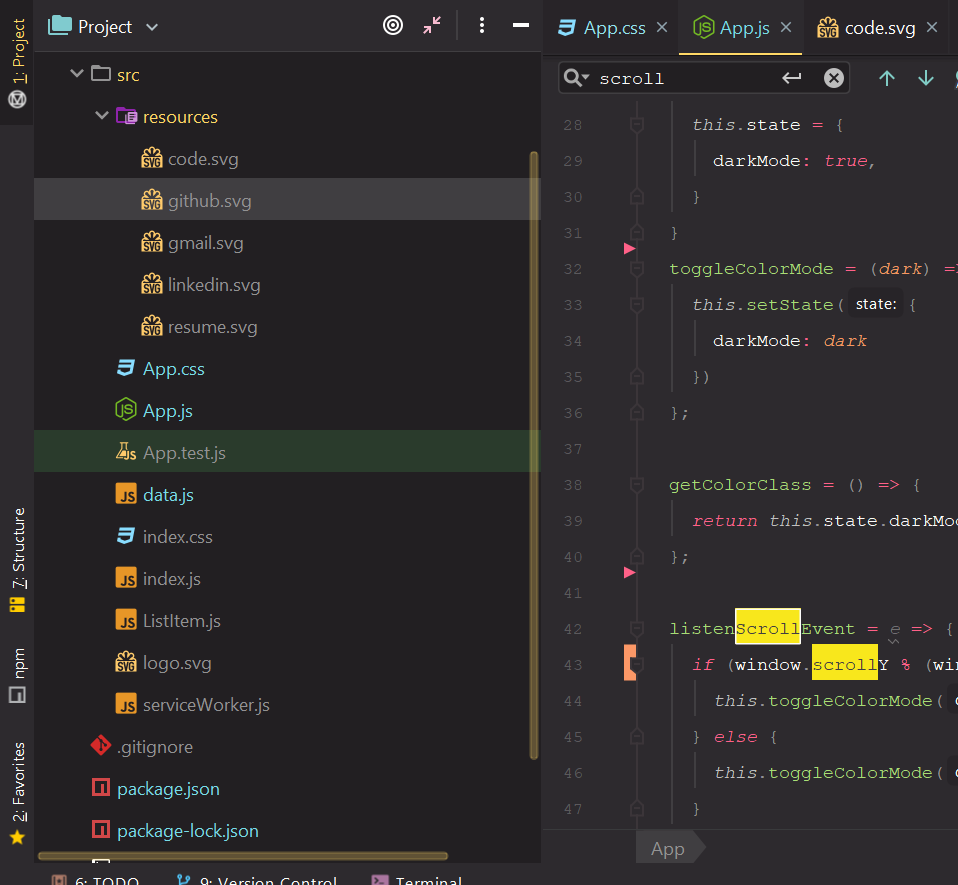 1: Project
7: Structure
npm
2: Favorites
Project
src
resources
code.svg
github.svg
gmail.svg
linkedin.svg
resume.svg
App.css
App.js
App.test.js
data.js
index.css
index.js
ListItem.js
logo.svg
serviceWorker.js
.gitignore
package.json
package-lock.json
App.css
App.js
code.svg
scroll
28 this.state = {
29 darkMode: true,
30 }
31 }
32 toggleColorMode = (dark) =>
33 this.setState( state: {
34 darkMode: dark
35 })
36 };
37
38 getColorClass = () => {
39 return this.state.darkMo
40 };
41
42 listenScrollEvent = e => {
43 if (window.scrollY % (wi
44 this.toggleColorMode(
45 } else {
46 this.toggleColorMode(
47 }
App
6: TODO
9: Version Control
Terminal